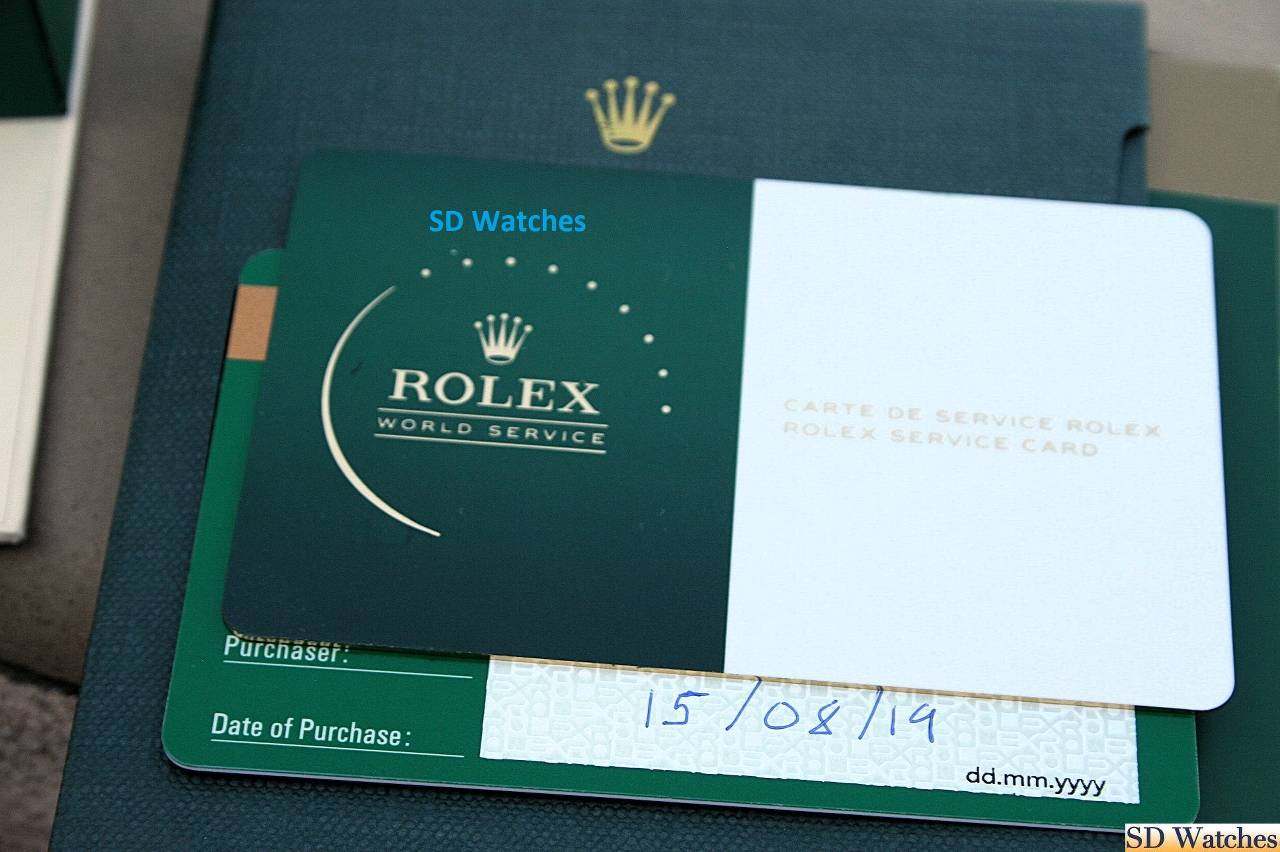 SD Watches
ROLEX
WORLD SERVICE
CARTE DE SERVICE ROLEX
ROLEX SERVICE CARD
Purchaser:
Date of Purchase:
15/08/19
dd.mm.yyyy
SD Watches